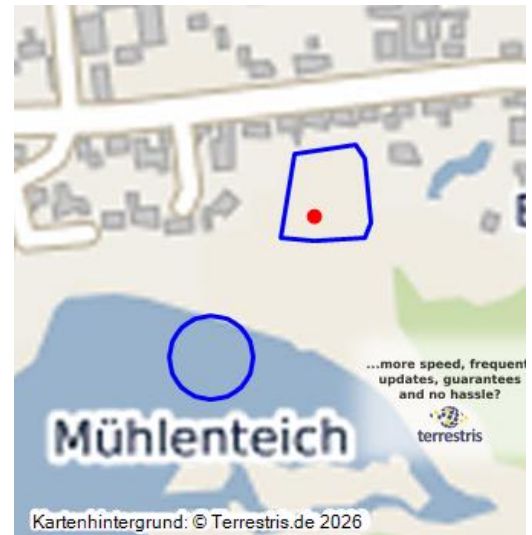 ...more speed, frequent
updates, guarantees
and no hassle?
terrestris
Mühlenteich
Kartenhintergrund: © Terrestris.de 2026